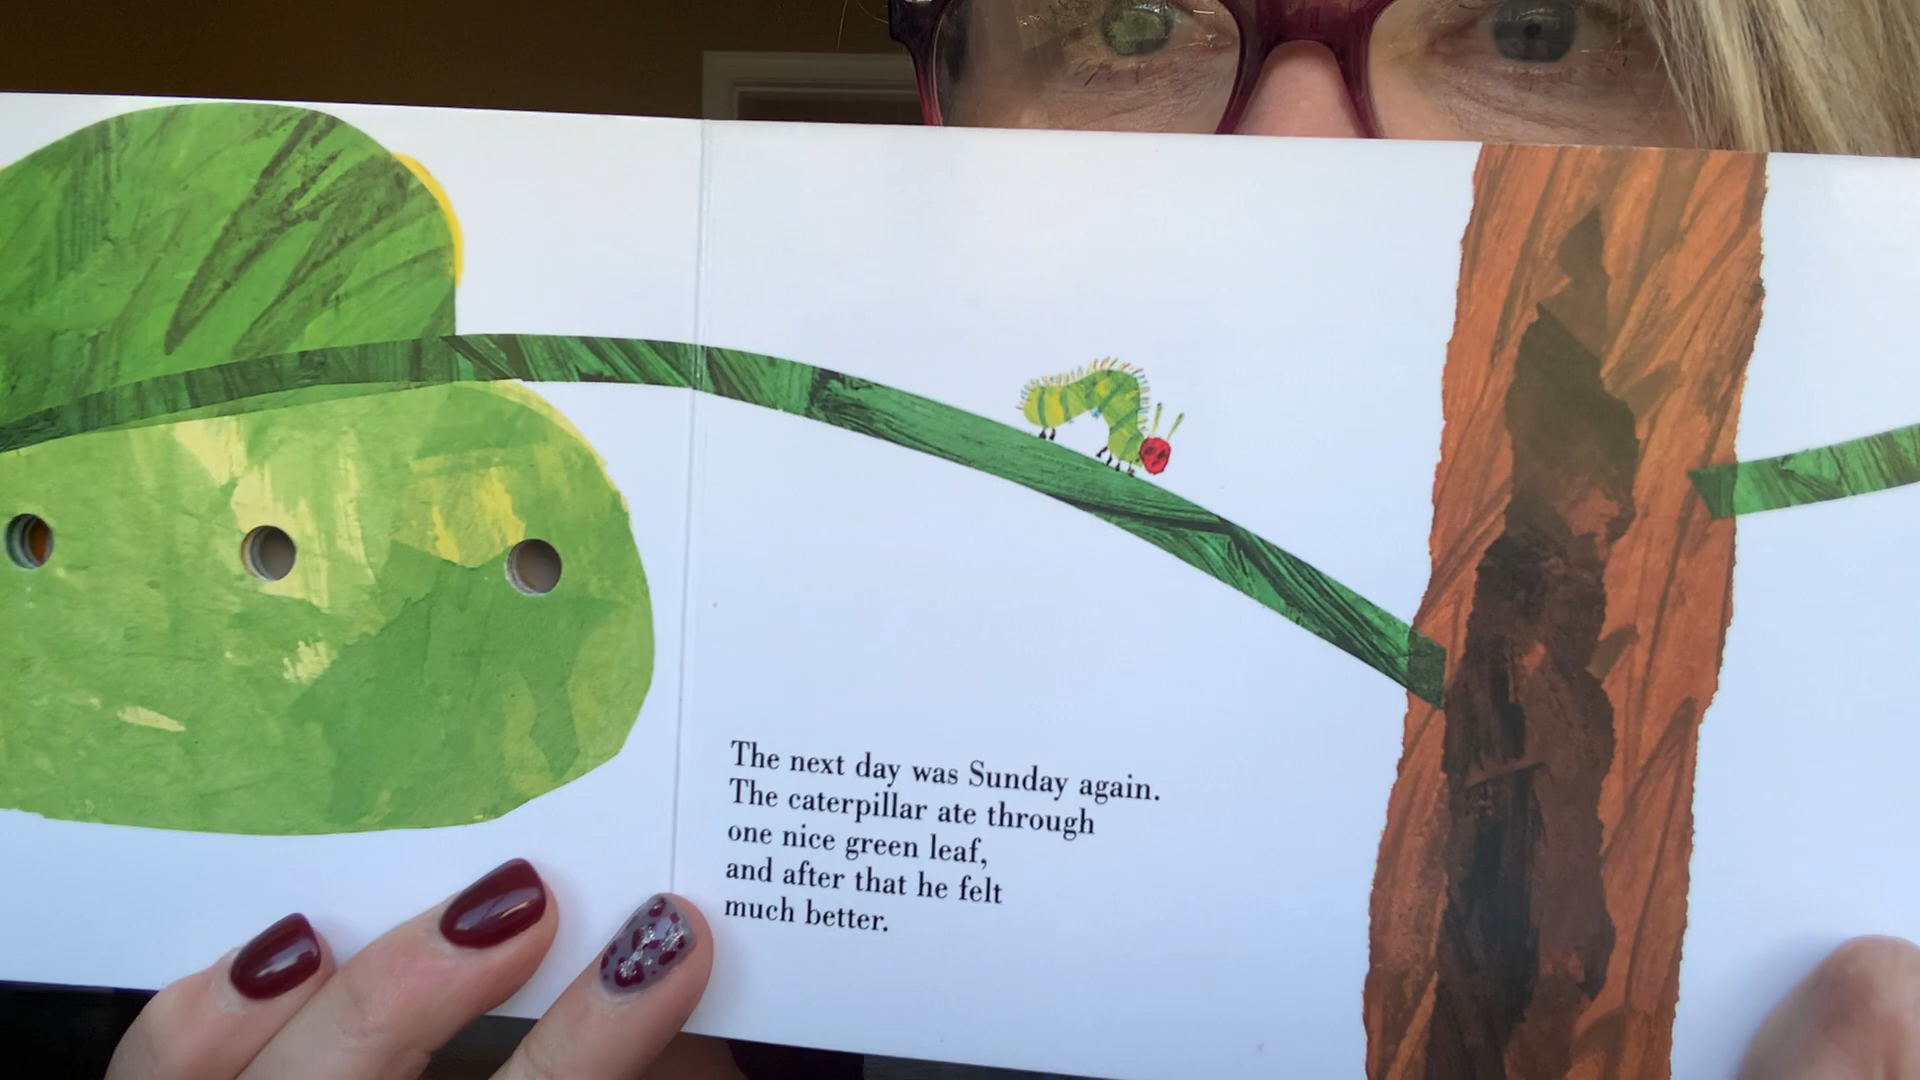 The next day was Sunday again.
The caterpillar ate through
one nice green leaf,
and after that he felt
much better.